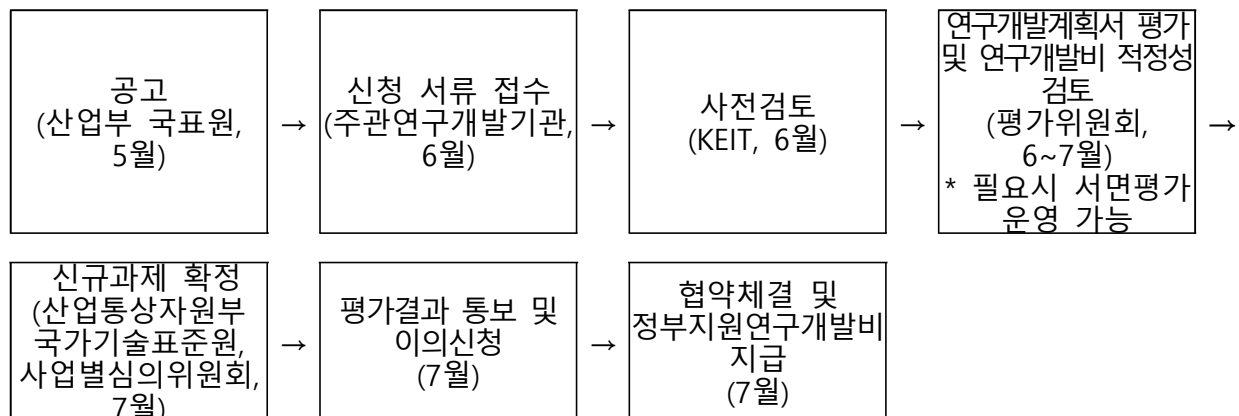 공고
(산업부 국표원,
5월)
→
신청 서류 접수
(주관연구개발기관,
6월)
→
사전검토
(KEIT, 6월)
→
연구개발계획서 평가
및 연구개발비 적정성
검토
(평가위원회,
6~7월)
* 필요시 서면평가
운영 가능
→
신규과제 확정
(산업통상자원부
국가기술표준원,
사업별심의위원회,
7월)
→
평가결과 통보 및
이의신청
(7월)
→
협약체결 및
정부지원연구개발비
지급
(7월)